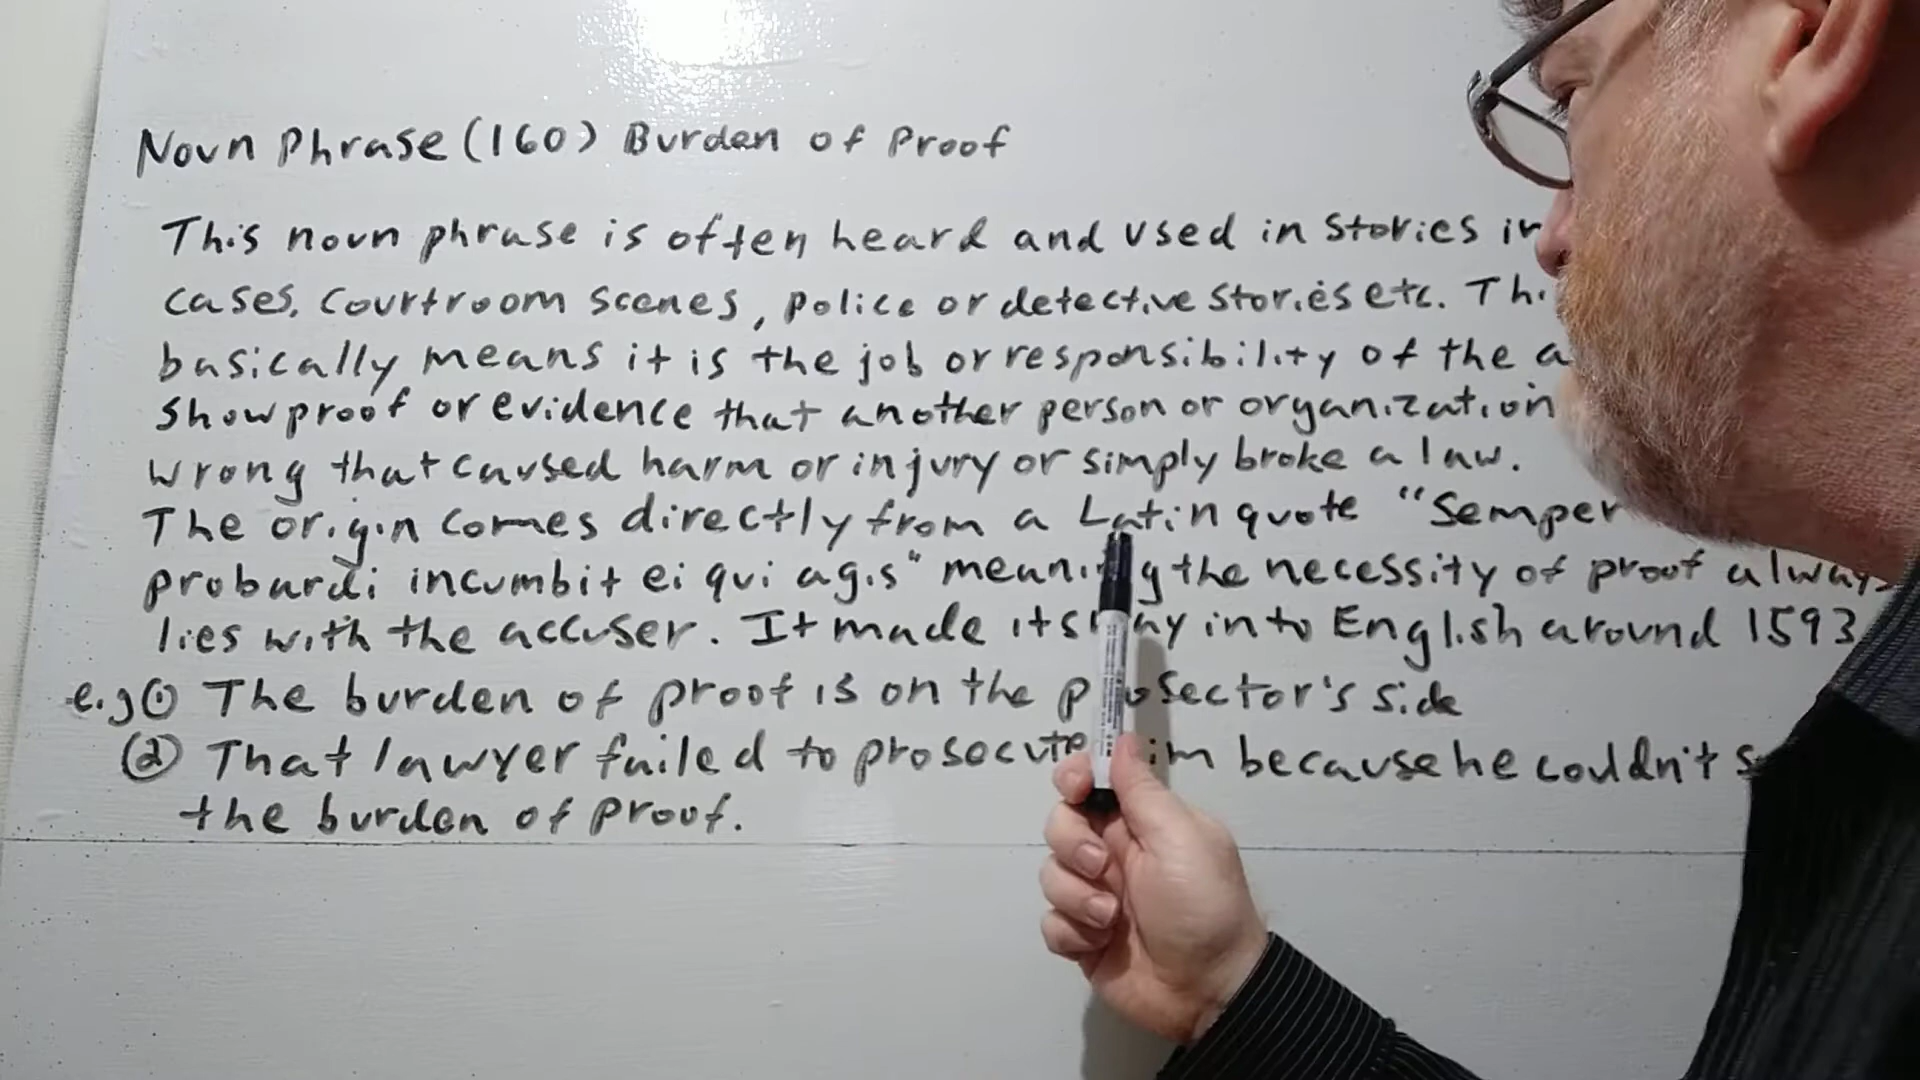 Noun Phrase (160) Burden of Proof
This noun phrase is often heard and used in stories in
cases, courtroom scenes, police or detective stories etc.
basically means it is the job or responsibility of the
show proof or evidence that another person or organization
wrong that caused harm or injury or simply broke a law.
The origin comes directly from a Latin quote "Semper
probardi incumbit ei qui agis" meaning the necessity of proof always
lies with the accuser. It made its way into English around 1593
e.g ① The burden of proof is on the prosector's side
② That lawyer failed to prosecute him because he couldn't
the burden of proof.